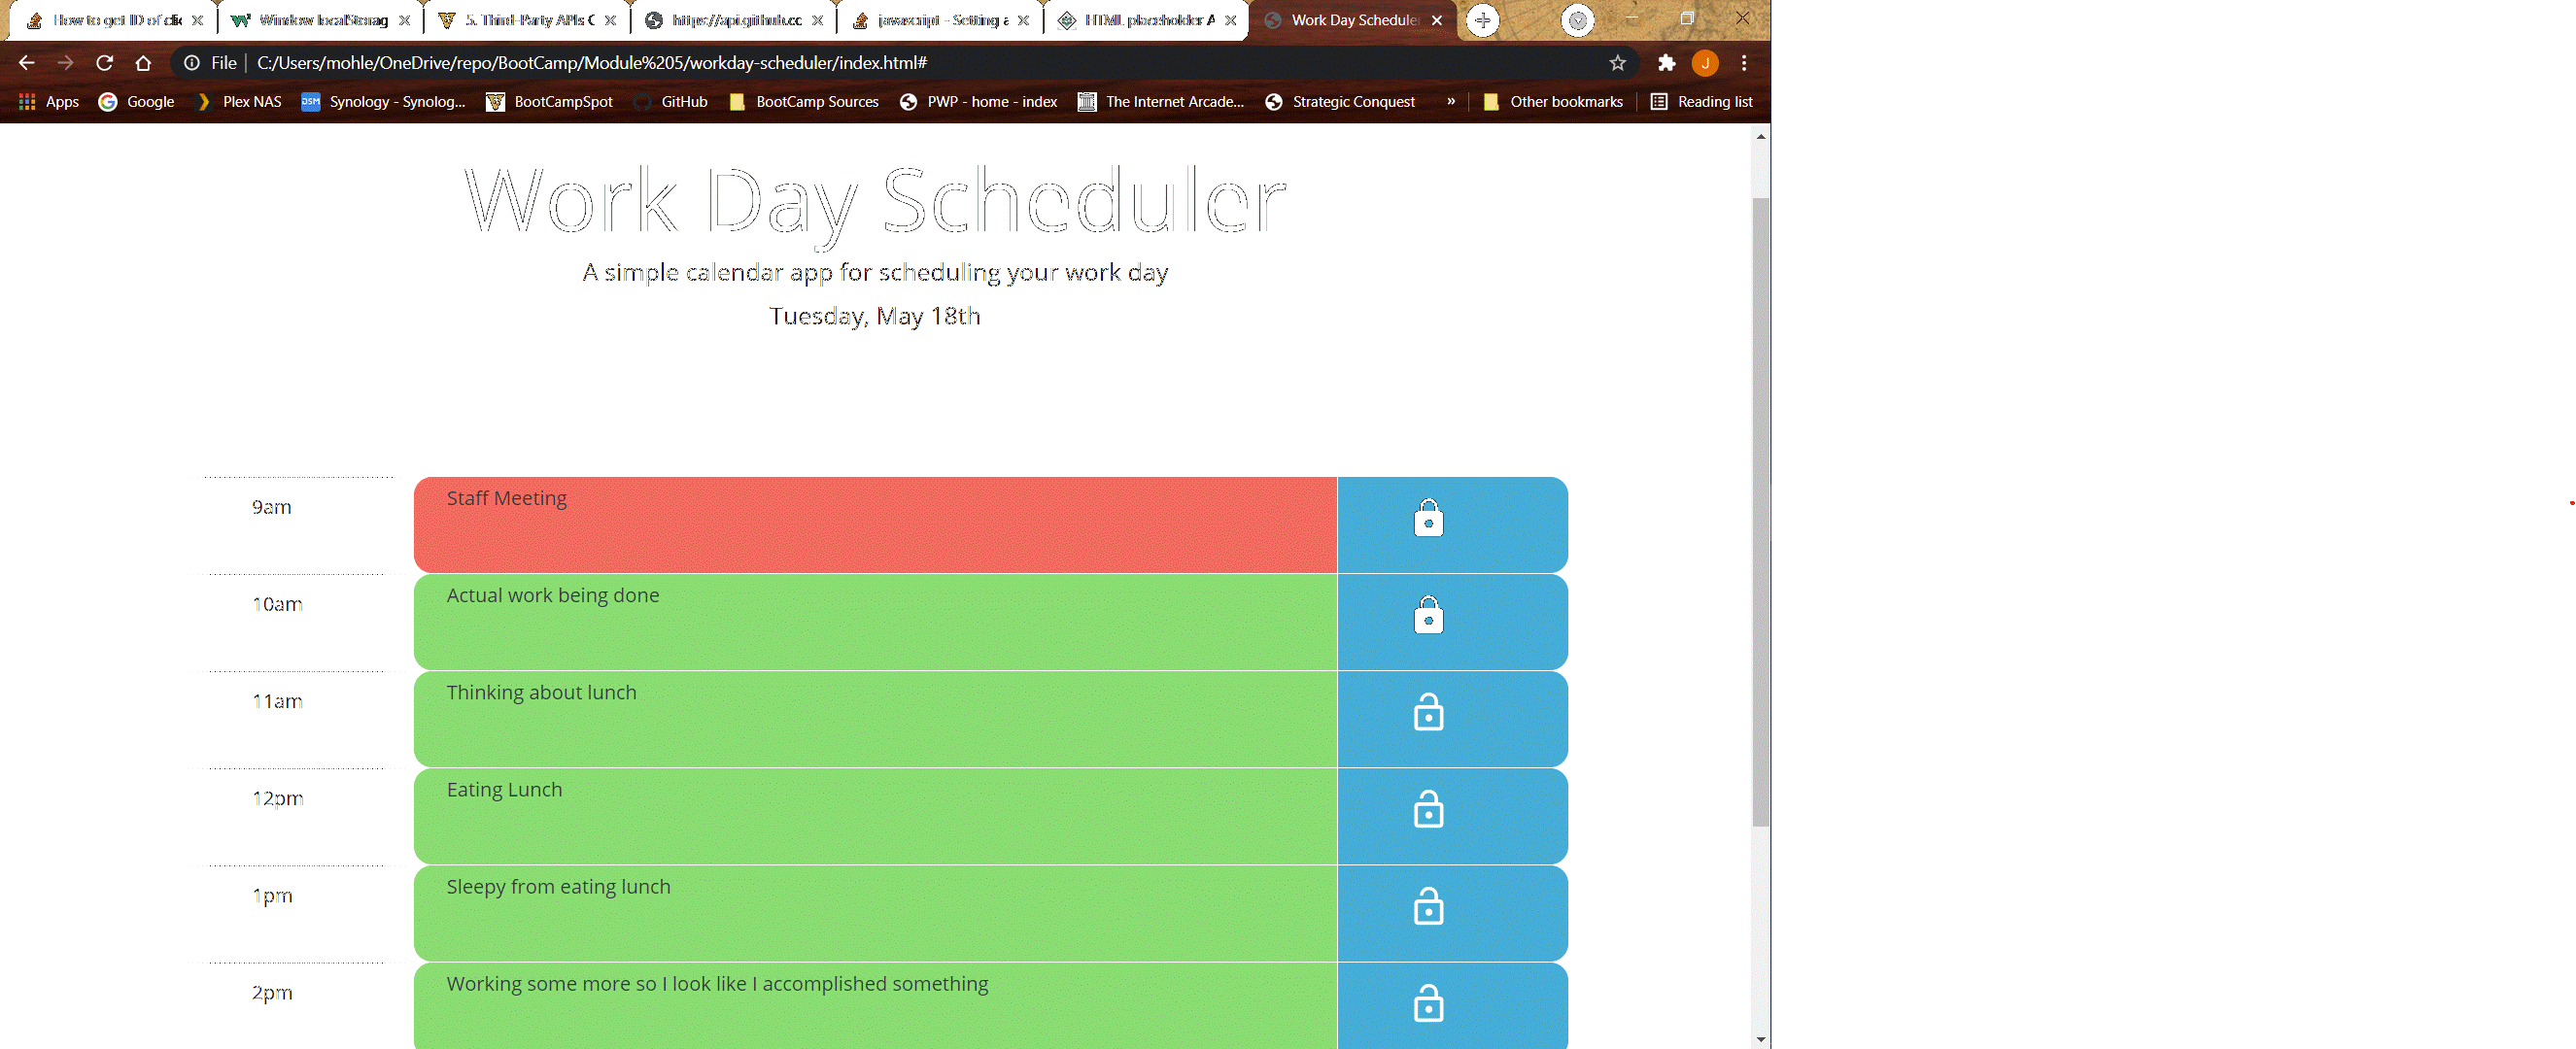 How to get ID of clic
Window localStorag
5. Third-Party APIs C
https://api.github.cc
javascript - Setting a
HTML placeholder A
Work Day Scheduler
File C:/Users/mohle/OneDrive/repo/BootCamp/Module%205/workday-scheduler/index.html# J
Apps Google Plex NAS DSM Synology - Synolog... BootCampSpot GitHub BootCamp Sources PWP - home - index The Internet Arcade... Strategic Conquest » Other bookmarks Reading list
Work Day Scheduler
A simple calendar app for scheduling your work day
Tuesday, May 18th
9am Staff Meeting
10am Actual work being done
11am Thinking about lunch
12pm Eating Lunch
1pm Sleepy from eating lunch
2pm Working some more so I look like I accomplished something